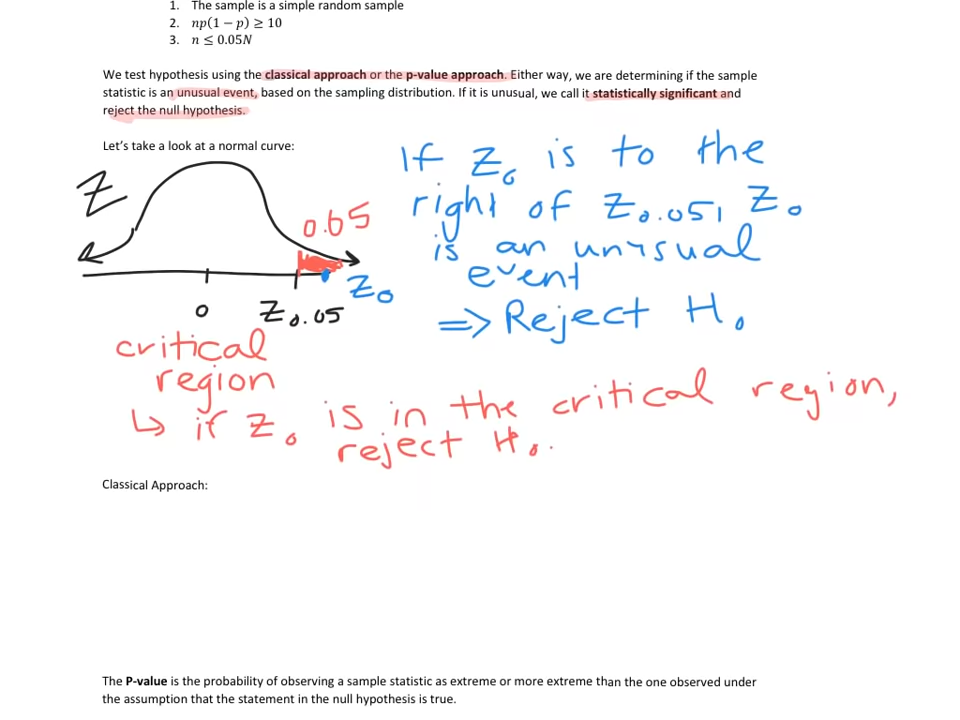 1. The sample is a simple random sample
2. np(1 − p) ≥ 10
3. n ≤ 0.05N
We test hypothesis using the classical approach or the p-value approach. Either way, we are determining if the sample
statistic is an unusual event, based on the sampling distribution. If it is unusual, we call it statistically significant and
reject the null hypothesis.
Let's take a look at a normal curve:
Z
0.05
Z₀
0
Z₀.₀₅
If Z₀ is to the
right of Z₀.₀₅, Z₀
is an unusual
event
=> Reject H₀
critical
region
↳ if Z₀ is in the critical region,
reject H₀.
Classical Approach:
The P-value is the probability of observing a sample statistic as extreme or more extreme than the one observed under
the assumption that the statement in the null hypothesis is true.